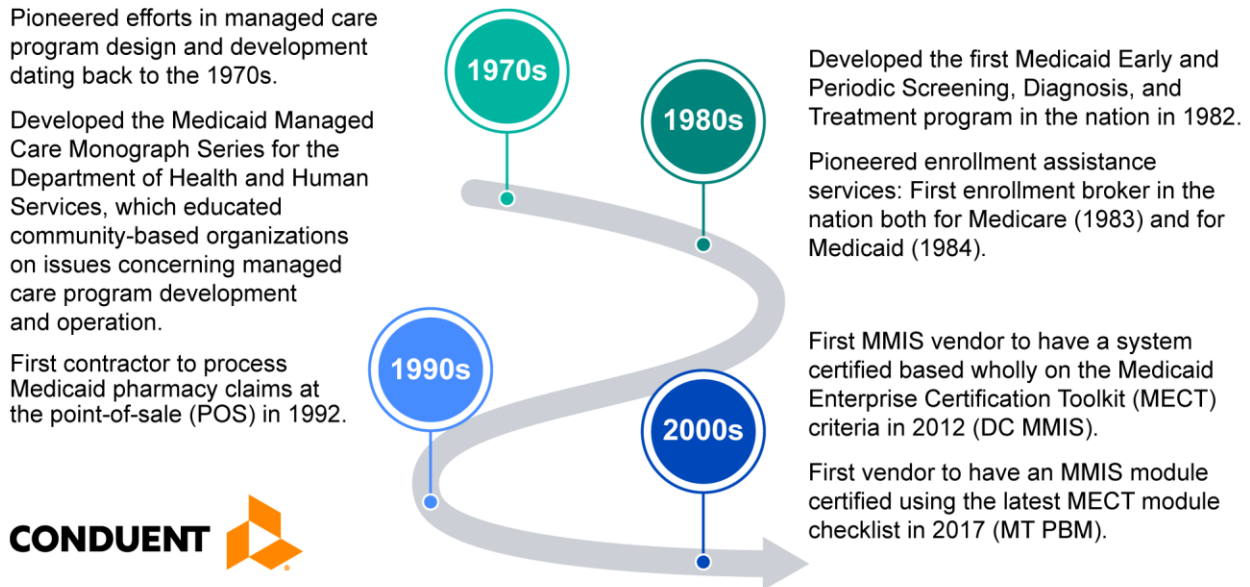 Pioneered efforts in managed care
program design and development
dating back to the 1970s.
Developed the Medicaid Managed
Care Monograph Series for the
Department of Health and Human
Services, which educated
community-based organizations
on issues concerning managed
care program development
and operation.
1970s
1980s
Developed the first Medicaid Early and
Periodic Screening, Diagnosis, and
Treatment program in the nation in 1982.
Pioneered enrollment assistance
services: First enrollment broker in the
nation both for Medicare (1983) and for
Medicaid (1984).
First contractor to process
Medicaid pharmacy claims at
the point-of-sale (POS) in 1992.
1990s
2000s
First MMIS vendor to have a system
certified based wholly on the Medicaid
Enterprise Certification Toolkit (MECT)
criteria in 2012 (DC MMIS).
First vendor to have an MMIS module
certified using the latest MECT module
checklist in 2017 (MT PBM).
CONDUENT